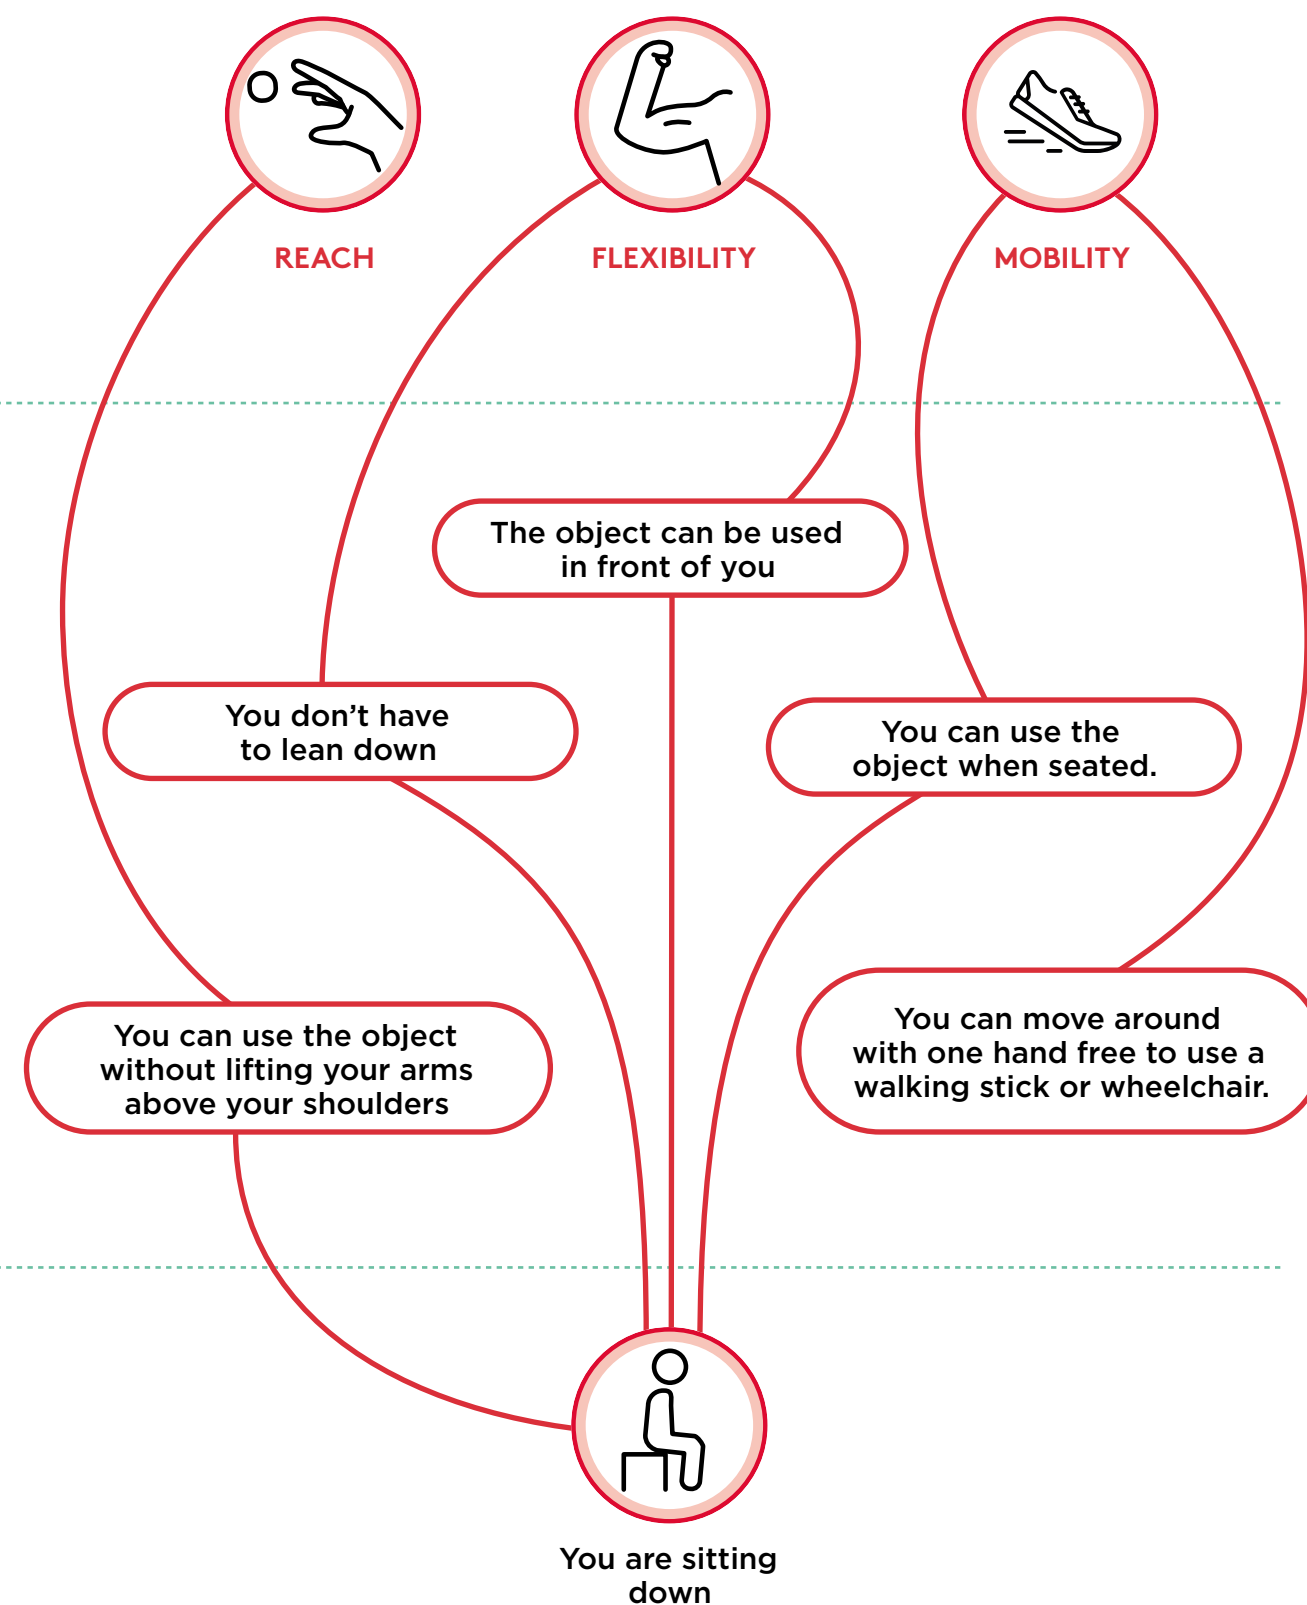 REACH
FLEXIBILITY
MOBILITY
The object can be used
in front of you
You don’t have
to lean down
You can use the
object when seated.
You can use the object
without lifting your arms
above your shoulders
You can move around
with one hand free to use a
walking stick or wheelchair.
You are sitting
down